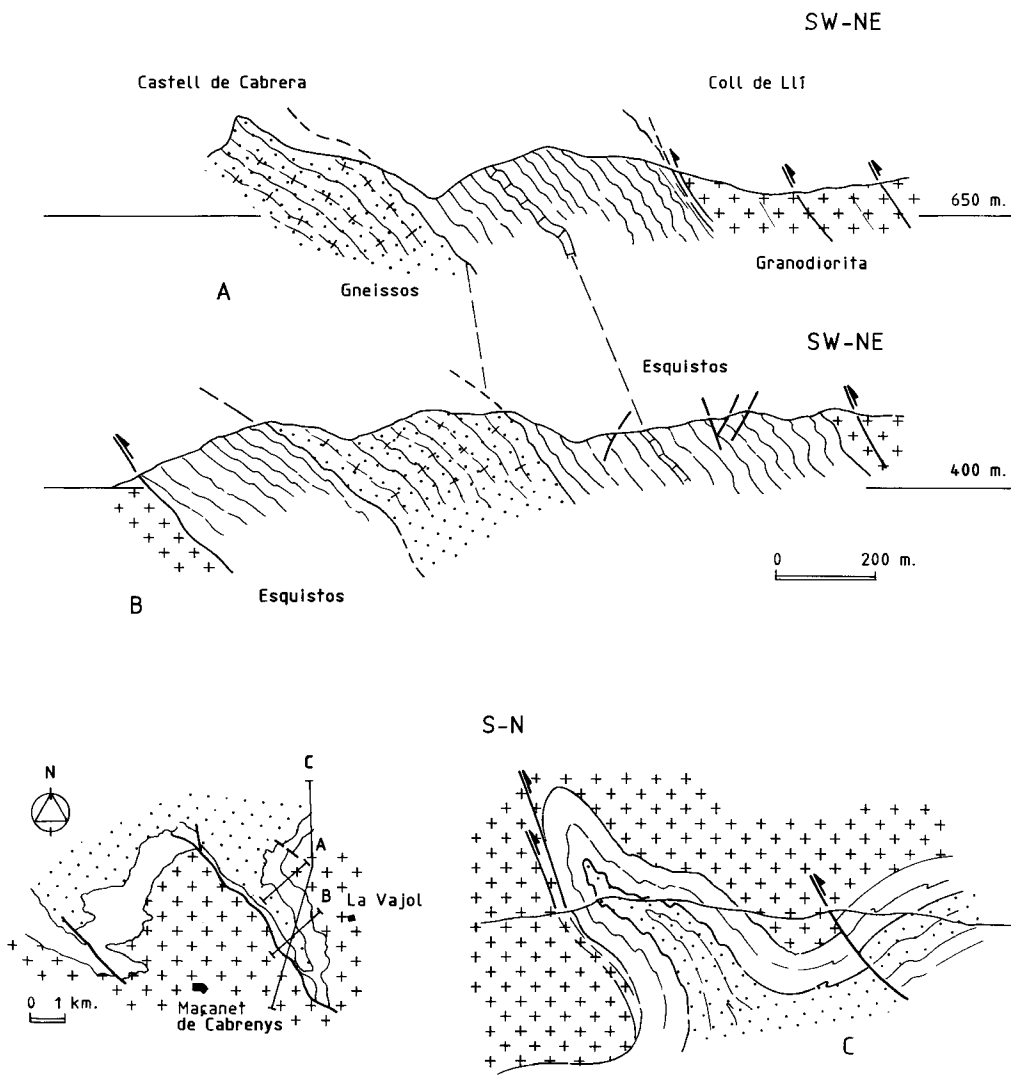 SW-NE
Castell de Cabrera
Coll de Llí
650 m.
Granodiorita
Gneissos
A
SW-NE
Esquistos
400 m.
0 200 m.
Esquistos
B
S-N
C
N
A
B
La Vajol
0 1 km.
Maçanet
de Cabrenys
C